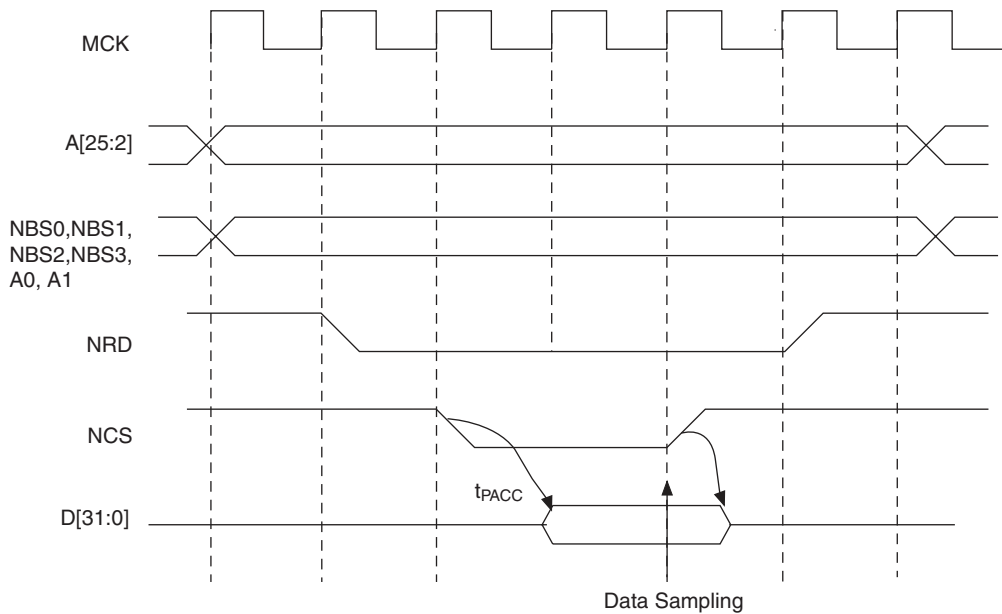 MCK
A[25:2]
NBS0,NBS1,
NBS2,NBS3,
A0, A1
NRD
NCS
tPACC
D[31:0]
Data Sampling